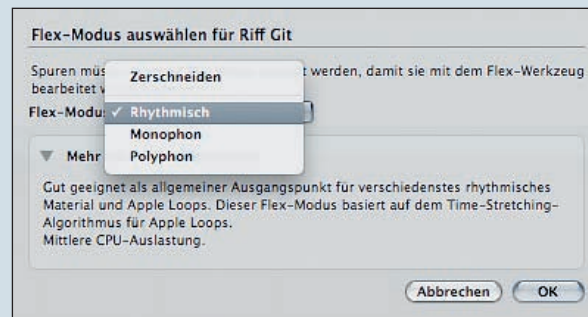 Flex-Modus auswählen für Riff Git
Spuren müs t werden, damit sie mit dem Flex-Werkzeug
bearbeitet w
Zerschneiden
Flex-Modus ✓ Rhythmisch
Monophon
Polyphon
▼ Mehr
Gut geeignet als allgemeiner Ausgangspunkt für verschiedenstes rhythmisches
Material und Apple Loops. Dieser Flex-Modus basiert auf dem Time-Stretching-
Algorithmus für Apple Loops.
Mittlere CPU-Auslastung.
Abbrechen OK